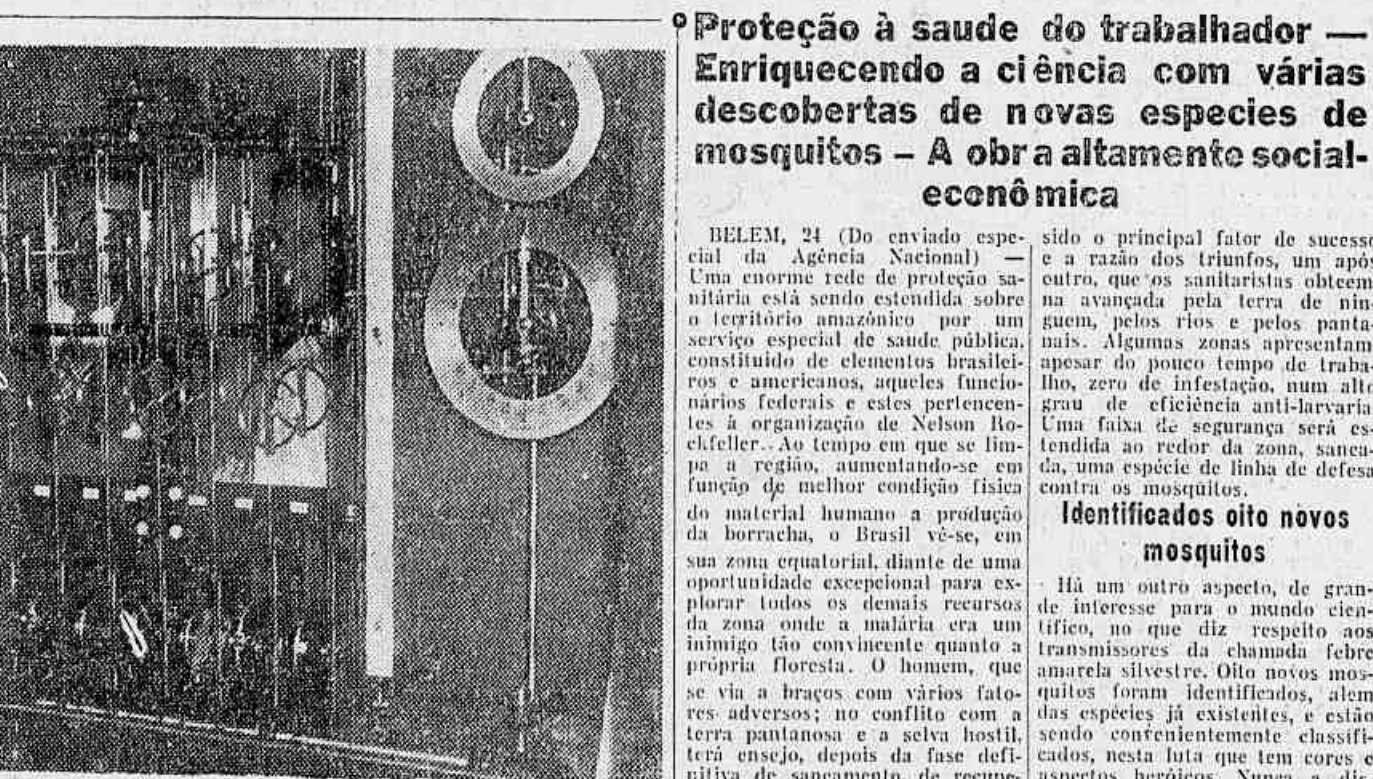 Proteção à saude do trabalhador —
Enriquecendo a ciência com várias
descobertas de novas especies de
mosquitos – A obra altamente social-
econômica
BELEM, 24 (Do enviado espe-
cial da Agência Nacional) —
Uma enorme rede de proteção sa-
nitária está sendo estendida sobre
o território amazônico por um
serviço especial de saude pública,
constituido de elementos brasilei-
ros e americanos, aqueles funcio-
nários federais e estes pertencen-
tes à organização de Nelson Ro-
ckfeller.. Ao tempo em que se lim-
pa a região, aumentando-se em
função de melhor condição fisica
do material humano a produção
da borracha, o Brasil vê-se, em
sua zona equatorial, diante de uma
oportunidade excepcional para ex-
plorar todos os demais recursos
da zona onde a malária era um
inimigo tão convincente quanto a
própria floresta. O homem, que
se via a braços com vários fato-
res adversos; no conflito com a
terra pantanosa e a selva hostil,
terá ensejo, depois da fase defi-
nitiva de saneamento, de recupe-
sido o principal fator de sucesso
e a razão dos triunfos, um após
outro, que os sanitaristas obteem
na avançada pela terra de nin-
guem, pelos rios e pelos panta-
nais. Algumas zonas apresentam
apesar do pouco tempo de traba-
lho, zero de infestação, num alto
grau de eficiência anti-larvaria
Uma faixa de segurança será es-
tendida ao redor da zona, sanea-
da, uma espécie de linha de defesa
contra os mosquitos.
Identificados oito novos
mosquitos
Há um outro aspecto, de gran-
de interesse para o mundo cien-
tífico, no que diz respeito aos
transmissores da chamada febre
amarela silvestre. Oito novos mos-
quitos foram identificados, alem
das espécies já existentes, e estão
sendo confenientemente classifi-
cados, nesta luta que tem cores e
aspectos heróicos.